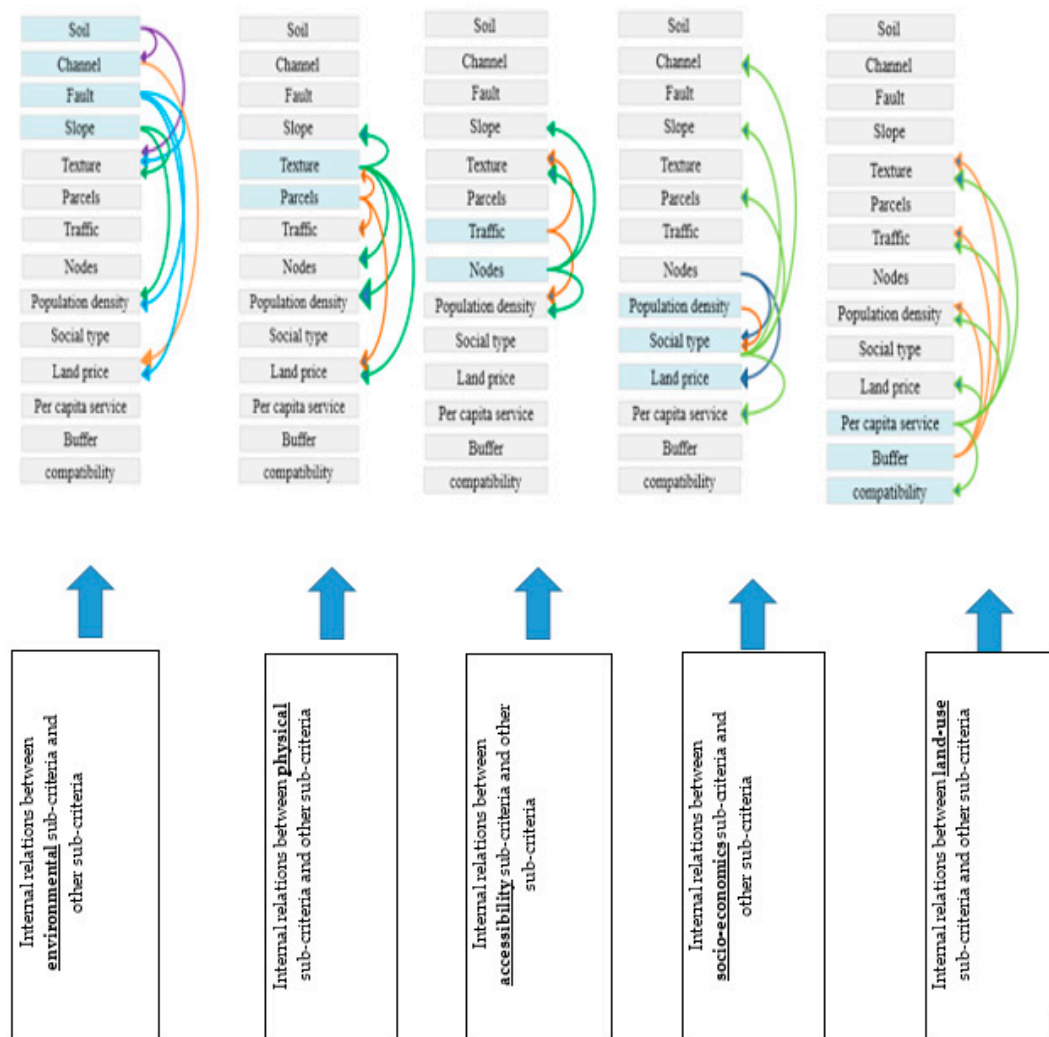 Soil
Channel
Fault
Slope
Texture
Parcels
Traffic
Nodes
Population density
Social type
Land price
Per capita service
Buffer
compatibility
Soil
Channel
Fault
Slope
Texture
Parcels
Traffic
Nodes
Population density
Social type
Land price
Per capita service
Buffer
compatibility
Soil
Channel
Fault
Slope
Texture
Parcels
Traffic
Nodes
Population density
Social type
Land price
Per capita service
Buffer
compatibility
Soil
Channel
Fault
Slope
Texture
Parcels
Traffic
Nodes
Population density
Social type
Land price
Per capita service
Buffer
compatibility
Soil
Channel
Fault
Slope
Texture
Parcels
Traffic
Nodes
Population density
Social type
Land price
Per capita service
Buffer
compatibility
Internal relations between
environmental sub-criteria and
other sub-criteria
Internal relations between physical
sub-criteria and other sub-criteria
Internal relations between
accessibility sub-criteria and other
sub-criteria
Internal relations between
socio-economics sub-criteria and
other sub-criteria
Internal relations between land-use
sub-criteria and other sub-criteria